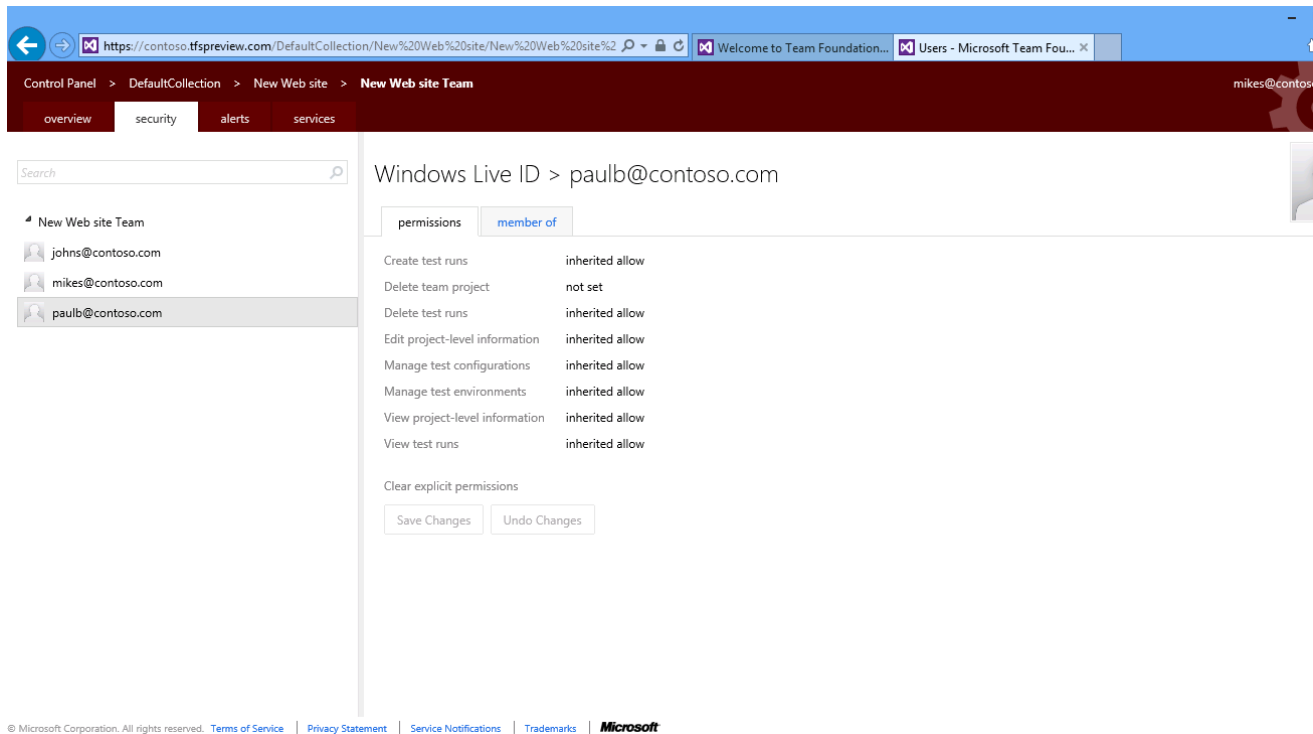 https://contoso.tfspreview.com/DefaultCollection/New%20Web%20site/New%20Web%20site%2
Welcome to Team Foundation...
Users - Microsoft Team Fou...
Control Panel > DefaultCollection > New Web site > New Web site Team
mikes@contoso
overview security alerts services
Search
Windows Live ID > paulb@contoso.com
New Web site Team
johns@contoso.com
mikes@contoso.com
paulb@contoso.com
permissions member of
Create test runs inherited allow
Delete team project not set
Delete test runs inherited allow
Edit project-level information inherited allow
Manage test configurations inherited allow
Manage test environments inherited allow
View project-level information inherited allow
View test runs inherited allow
Clear explicit permissions
Save Changes Undo Changes
© Microsoft Corporation. All rights reserved. Terms of Service | Privacy Statement | Service Notifications | Trademarks | Microsoft